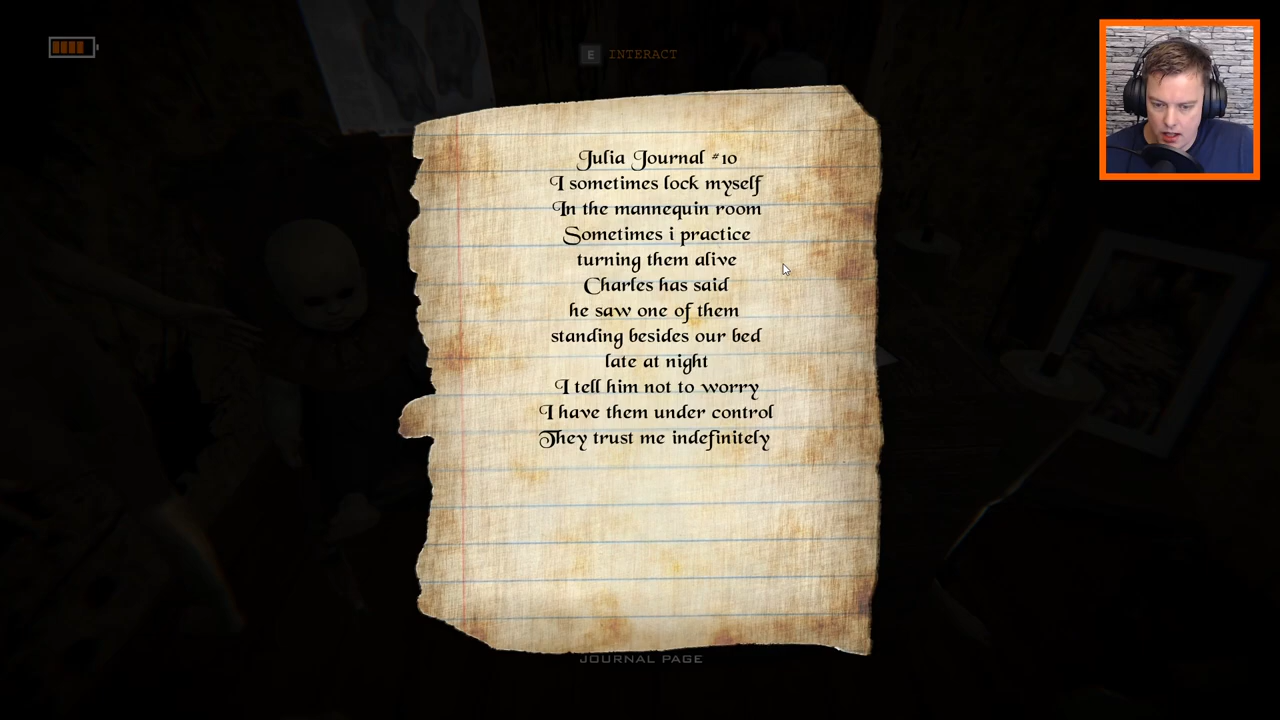 E INTERACT
Julia Journal #10
I sometimes lock myself
In the mannequin room
Sometimes i practice
turning them alive
Charles has said
he saw one of them
standing besides our bed
late at night
I tell him not to worry
I have them under control
They trust me indefinitely
JOURNAL PAGE